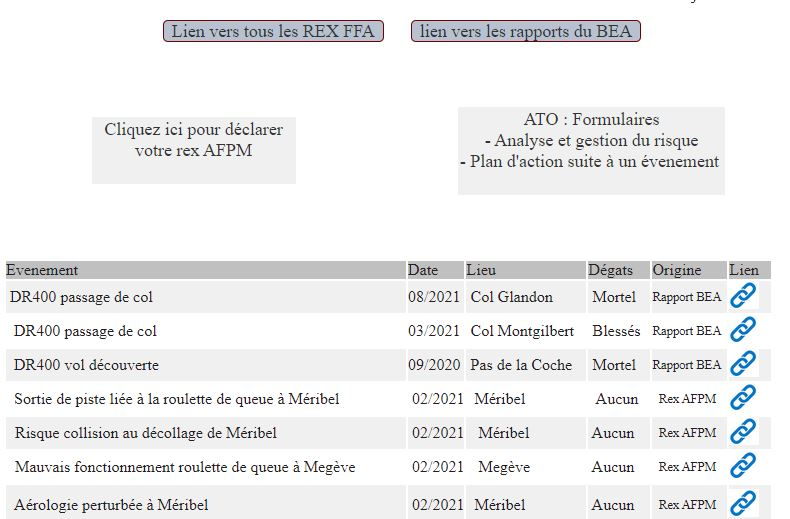 Lien vers tous les REX FFA lien vers les rapports du BEA
Cliquez ici pour déclarer
votre rex AFPM
ATO : Formulaires
- Analyse et gestion du risque
- Plan d'action suite à un évenement
Evenement Date Lieu Dégats Origine Lien
DR400 passage de col 08/2021 Col Glandon Mortel Rapport BEA
DR400 passage de col 03/2021 Col Montgilbert Blessés Rapport BEA
DR400 vol découverte 09/2020 Pas de la Coche Mortel Rapport BEA
Sortie de piste liée à la roulette de queue à Méribel 02/2021 Méribel Aucun Rex AFPM
Risque collision au décollage de Méribel 02/2021 Méribel Aucun Rex AFPM
Mauvais fonctionnement roulette de queue à Megève 02/2021 Megève Aucun Rex AFPM
Aérologie perturbée à Méribel 02/2021 Méribel Aucun Rex AFPM